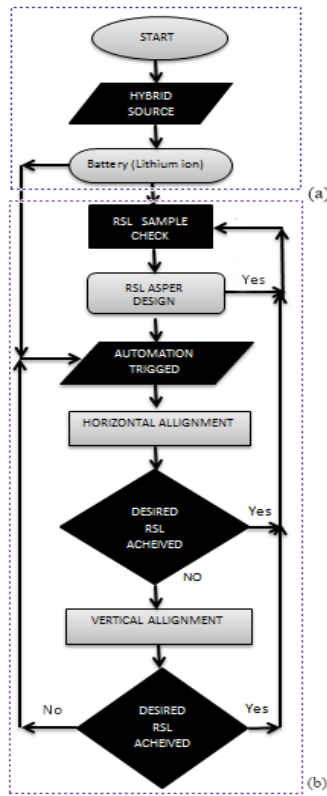 START
HYBRID
SOURCE
Battery (Lithium ion)
(a)
RSL SAMPLE
CHECK
RSL ASPER
DESIGN
Yes
AUTOMATION
TRIGGED
HORIZONTAL ALLIGNMENT
DESIRED
RSL
ACHEIVED
Yes
NO
VERTICAL ALLIGNMENT
DESIRED
RSL
ACHEIVED
No
Yes
(b)